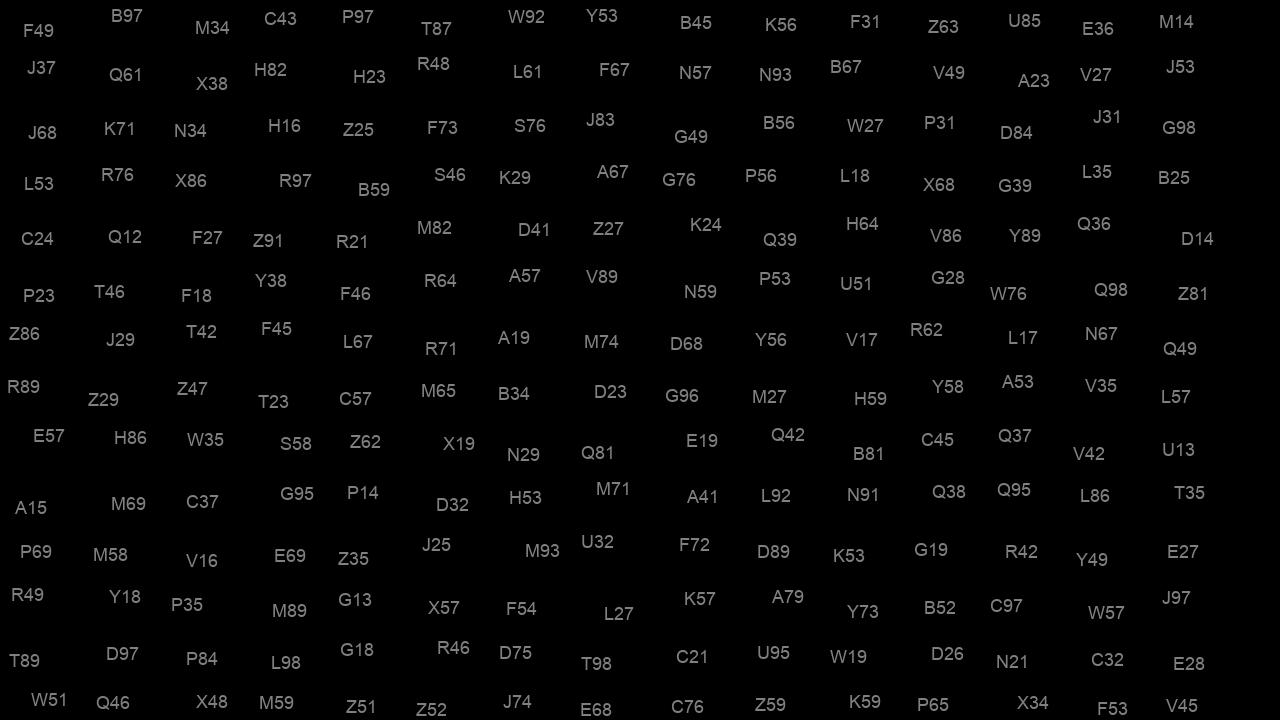 F49 B97 M34 C43 P97 T87 W92 Y53 B45 K56 F31 Z63 U85 E36 M14
J37 Q61 X38 H82 H23 R48 L61 F67 N57 N93 B67 V49 A23 V27 J53
J68 K71 N34 H16 Z25 F73 S76 J83 G49 B56 W27 P31 D84 J31 G98
L53 R76 X86 R97 B59 S46 K29 A67 G76 P56 L18 X68 G39 L35 B25
C24 Q12 F27 Z91 R21 M82 D41 Z27 K24 Q39 H64 V86 Y89 Q36 D14
P23 T46 F18 Y38 F46 R64 A57 V89 N59 P53 U51 G28 W76 Q98 Z81
Z86 J29 T42 F45 L67 R71 A19 M74 D68 Y56 V17 R62 L17 N67 Q49
R89 Z29 Z47 T23 C57 M65 B34 D23 G96 M27 H59 Y58 A53 V35 L57
E57 H86 W35 S58 Z62 X19 N29 Q81 E19 Q42 B81 C45 Q37 V42 U13
A15 M69 C37 G95 P14 D32 H53 M71 A41 L92 N91 Q38 Q95 L86 T35
P69 M58 V16 E69 Z35 J25 M93 U32 F72 D89 K53 G19 R42 Y49 E27
R49 Y18 P35 M89 G13 X57 F54 L27 K57 A79 Y73 B52 C97 W57 J97
T89 D97 P84 L98 G18 R46 D75 T98 C21 U95 W19 D26 N21 C32 E28
W51 Q46 X48 M59 Z51 Z52 J74 E68 C76 Z59 K59 P65 X34 F53 V45